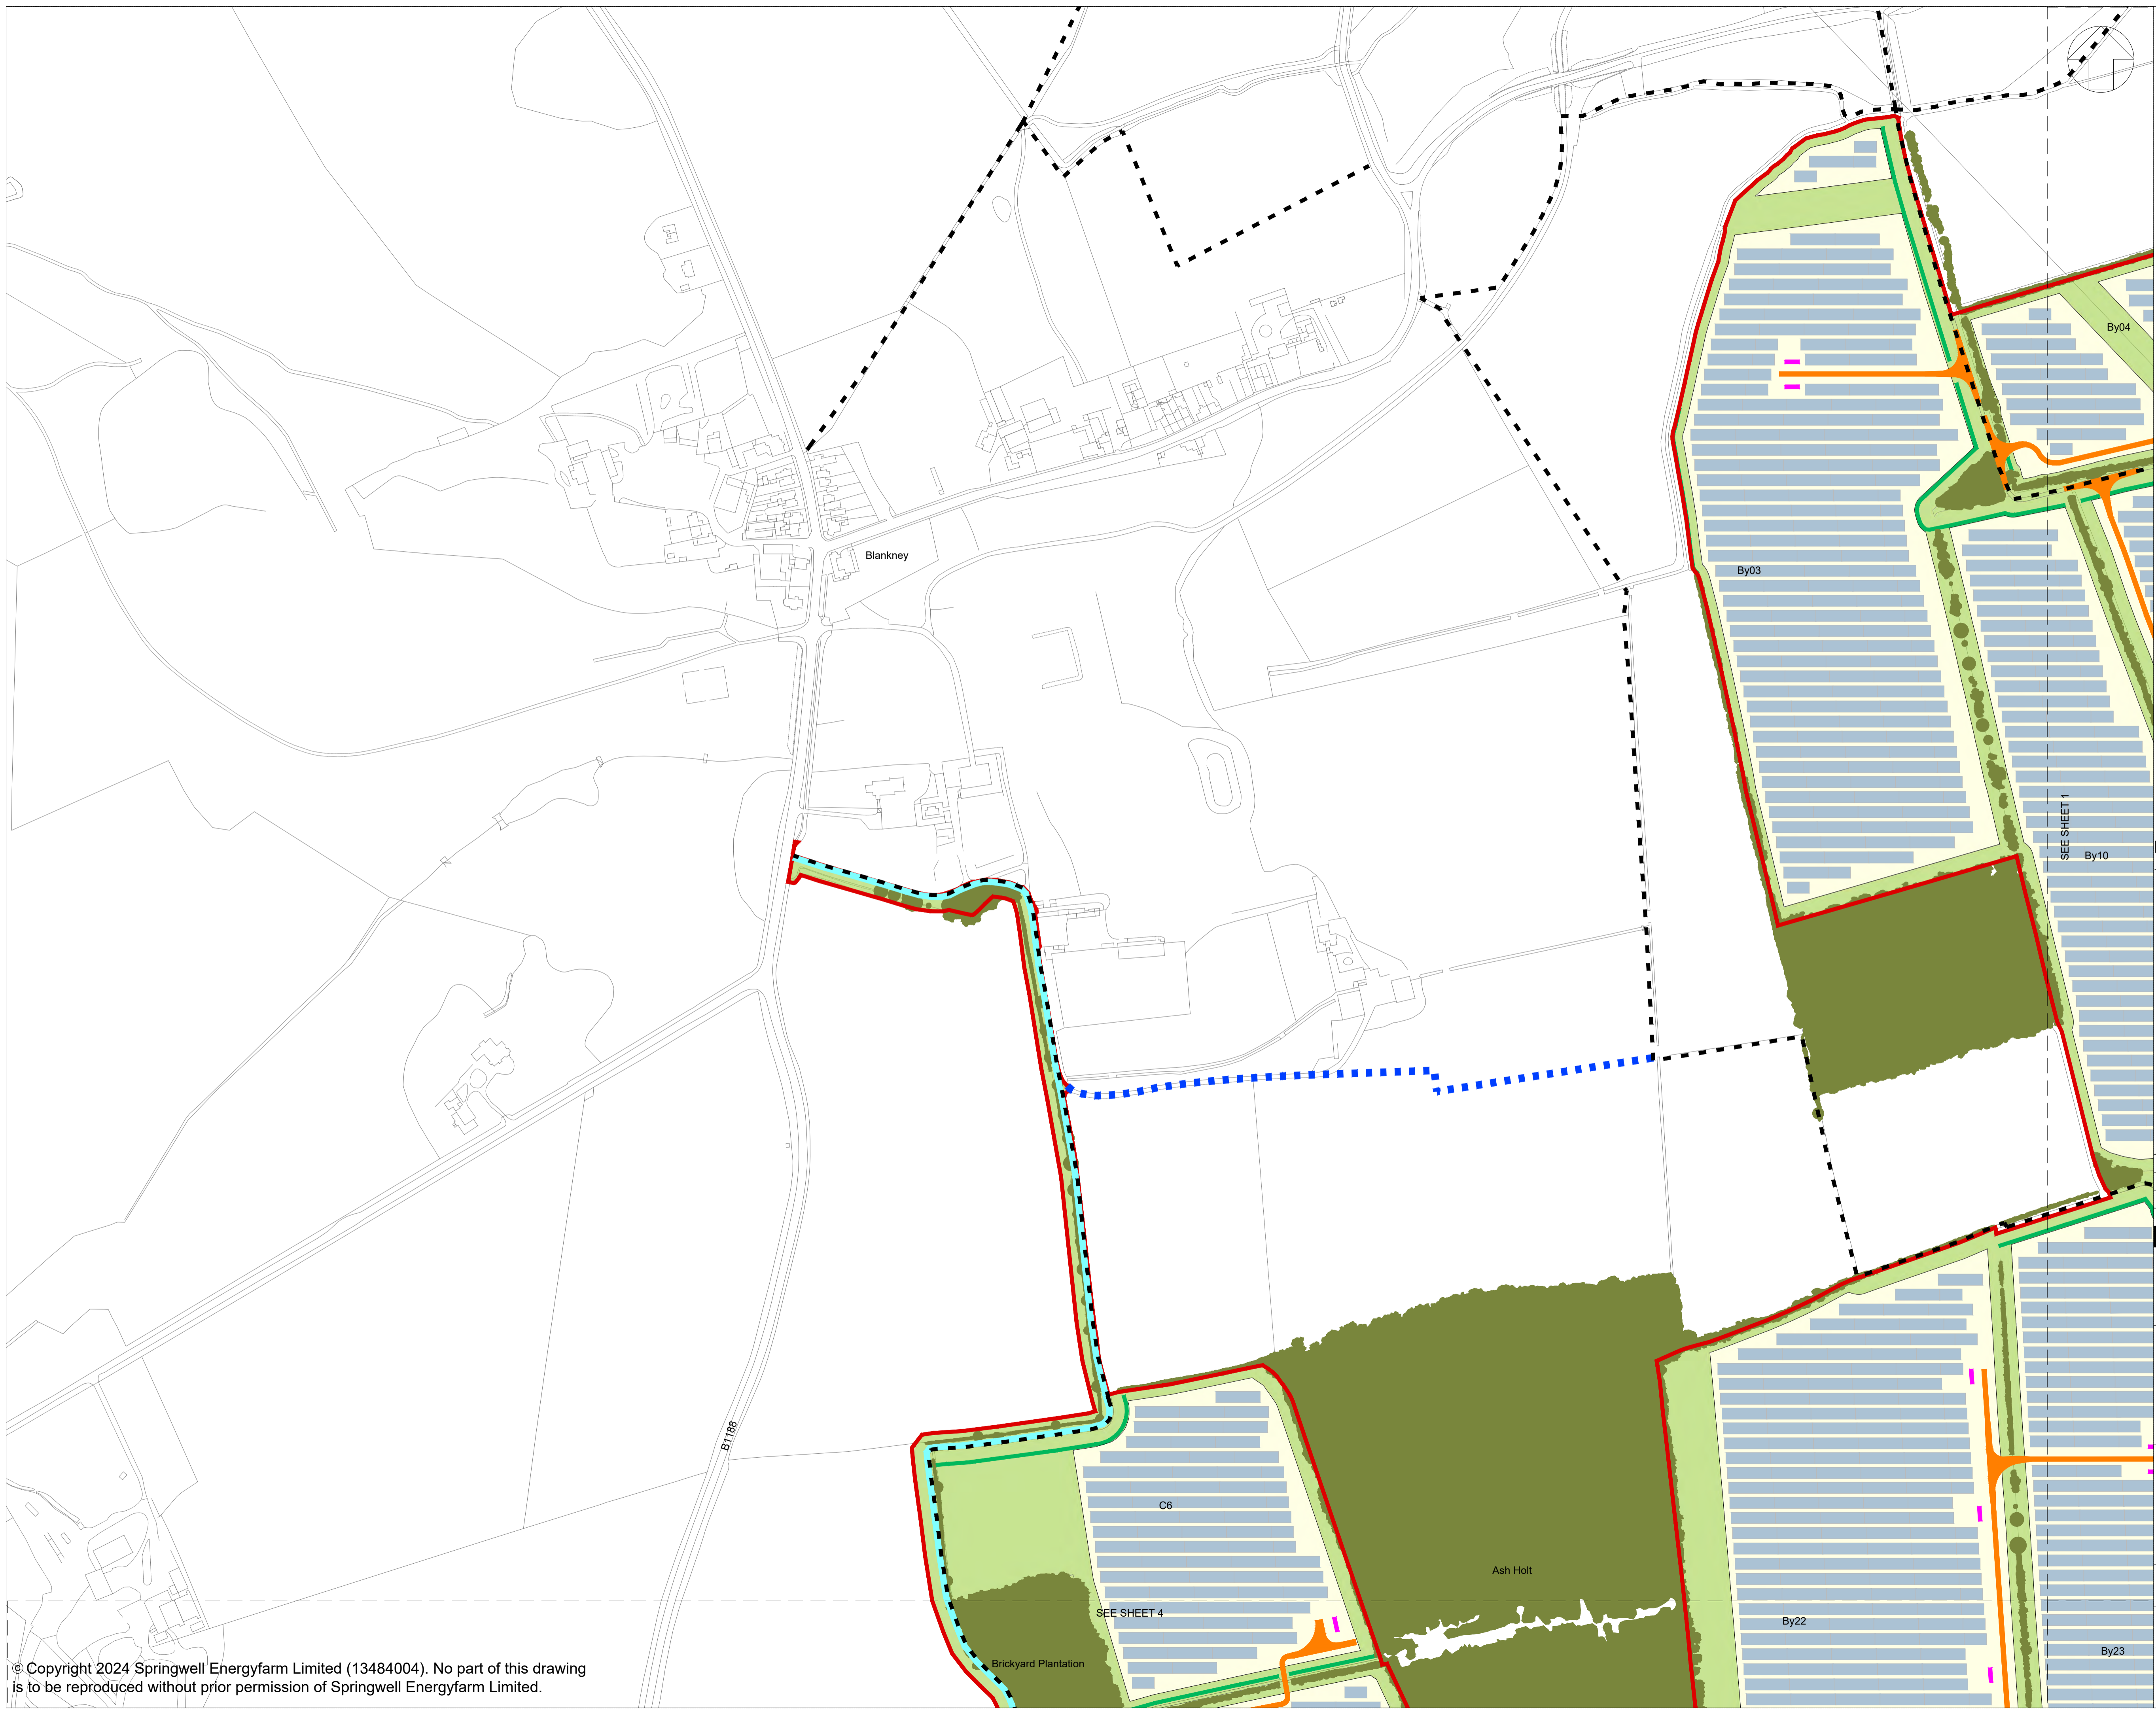 By04
Blankney
By03
SEE SHEET 1
By10
B1188
C6
Ash Holt
SEE SHEET 4
By22
By23
Brickyard Plantation
© Copyright 2024 Springwell Energyfarm Limited (13484004). No part of this drawing
is to be reproduced without prior permission of Springwell Energyfarm Limited.